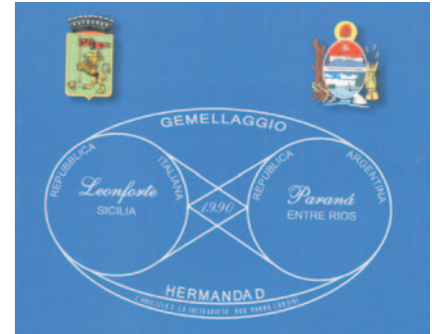 GEMELLAGGIO
REPUBBLICA ITALIANA
Leonforte
SICILIA
1990
REPUBLICA ARGENTINA
Paraná
ENTRE RIOS
HERMANDAD